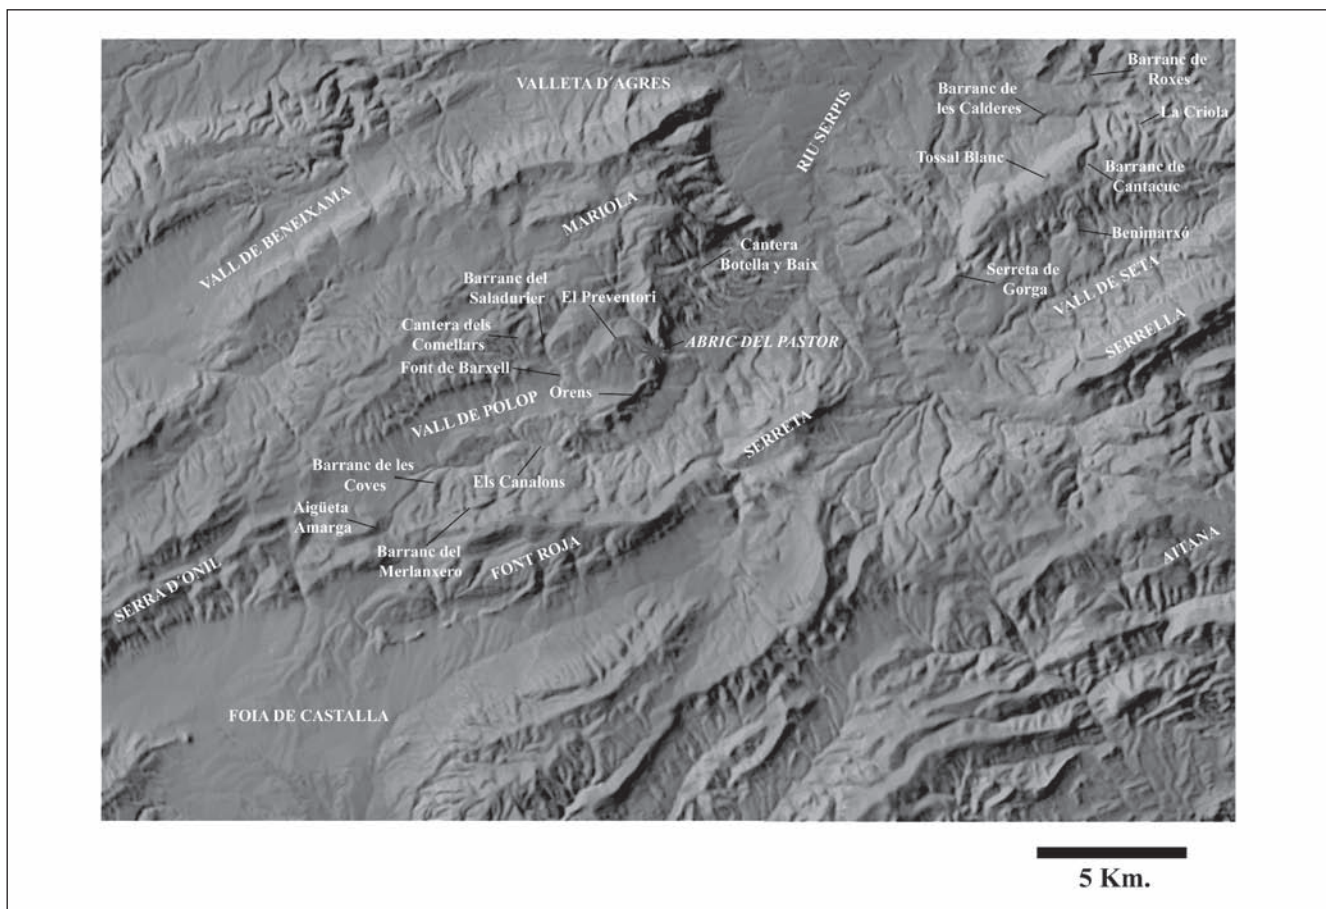 VALLETA D´AGRES
Barranc de
Roxes
Barranc de
les Calderes
La Criola
RIU SERPIS
Tossal Blanc
Barranc de
Cantacuc
VALL DE BENEIXAMA
MARIOLA
Benimarxó
Cantera
Botella y Baix
Serreta de
Gorga
VALL DE SETA
Barranc del
Saladurier
El Preventori
Cantera dels
Comellars
ABRIC DEL PASTOR
SERRELLA
Font de Barxell
Orens
VALL DE POLOP
SERRETA
Barranc de les
Coves
Els Canalons
Aigüeta
Amarga
Barranc del
Merlanxero
FONT ROJA
AITANA
SERRA D´ONIL
FOIA DE CASTALLA
5 Km.